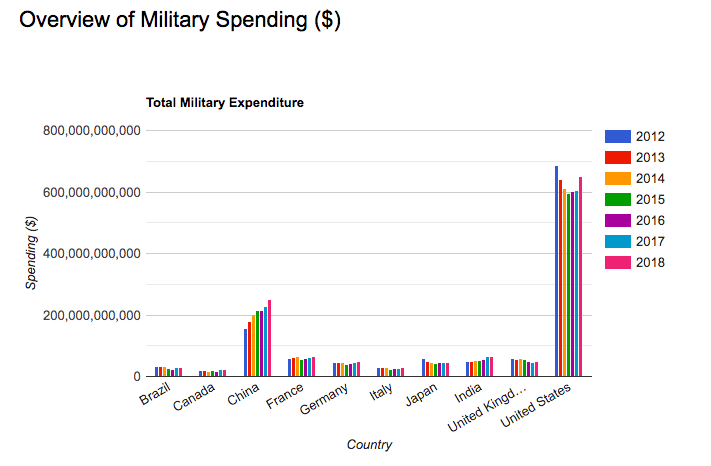 Overview of Military Spending ($)
Total Military Expenditure
800,000,000,000
600,000,000,000
400,000,000,000
200,000,000,000
0
Spending ($)
Brazil
Canada
China
France
Germany
Italy
Japan
India
United Kingd...
United States
Country
2012
2013
2014
2015
2016
2017
2018